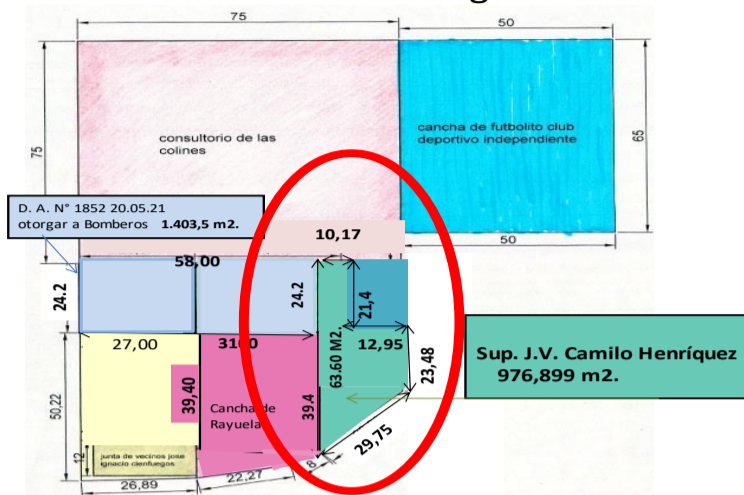 75
50
consultorio de las
colines
cancha de futbolito club
deportivo independiente
75
65
D. A. N° 1852 20.05.21
otorgar a Bomberos 1.403,5 m2.
10,17
50
58,00
24.2
24.2
21,4
27,00
3100
12,95
63.60 M2
23,48
Sup. J.V. Camilo Henríquez
976,899 m2.
50,22
39,40
Cancha de
Rayuela
39.4
29,75
12
junta de vecinos jose
ignacio cienfuegos
8
26,89
22,27